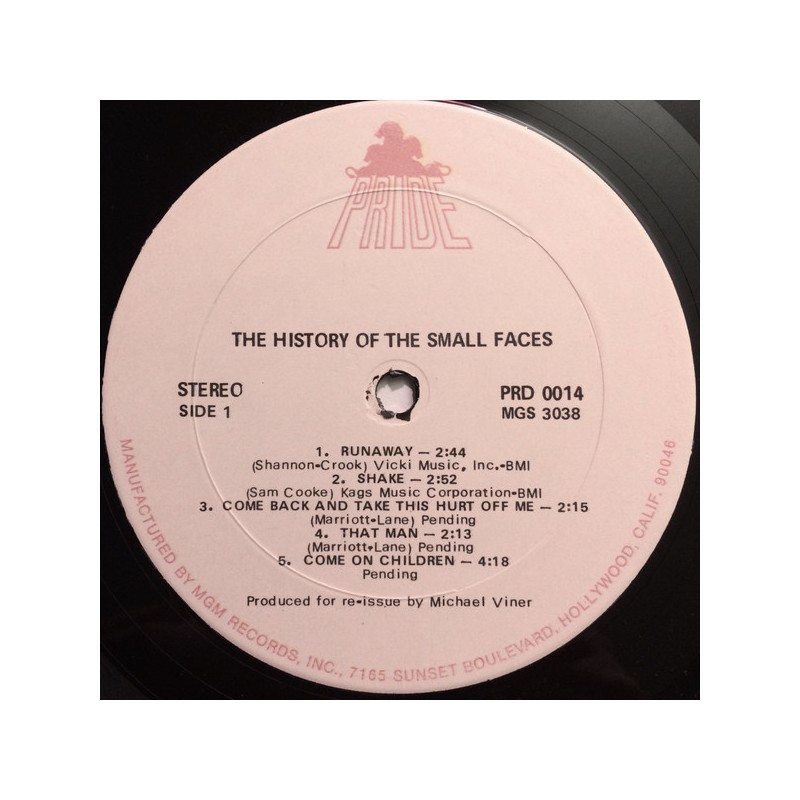 PRIDE
THE HISTORY OF THE SMALL FACES
STEREO
SIDE 1
PRD 0014
MGS 3038
1. RUNAWAY — 2:44
(Shannon-Crook) Vicki Music, Inc.-BMI
2. SHAKE — 2:52
(Sam Cooke) Kags Music Corporation-BMI
3. COME BACK AND TAKE THIS HURT OFF ME — 2:15
(Marriott-Lane) Pending
4. THAT MAN — 2:13
(Marriott-Lane) Pending
5. COME ON CHILDREN — 4:18
Pending
Produced for re-issue by Michael Viner
MANUFACTURED BY MGM RECORDS, INC., 7165 SUNSET BOULEVARD, HOLLYWOOD, CALIF. 90046